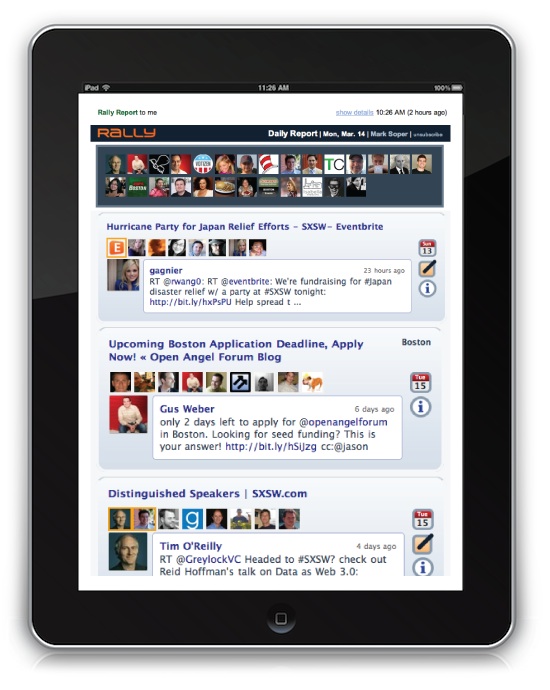 iPad 11:26 AM 100%
Rally Report to me show details 10:26 AM (2 hours ago)
RALLY Daily Report | Mon, Mar. 14 | Mark Soper | unsubscribe
Hurricane Party for Japan Relief Efforts - SXSW- Eventbrite
Sun
13
gagnier 23 hours ago
RT @rwang0: RT @eventbrite: We're fundraising for #Japan
disaster relief w/ a party at #SXSW tonight:
http://bit.ly/hxPsPU Help spread t ...
Upcoming Boston Application Deadline, Apply
Now! « Open Angel Forum Blog
Boston
Tue
15
Gus Weber 6 days ago
only 2 days left to apply for @openangelforum
in Boston. Looking for seed funding? This is
your answer! http://bit.ly/hSiJzg cc:@jason
Distinguished Speakers | SXSW.com
Tue
15
Tim O'Reilly 4 days ago
RT @GreylockVC Headed to #SXSW? check out
Reid Hoffman's talk on Data as Web 3.0: